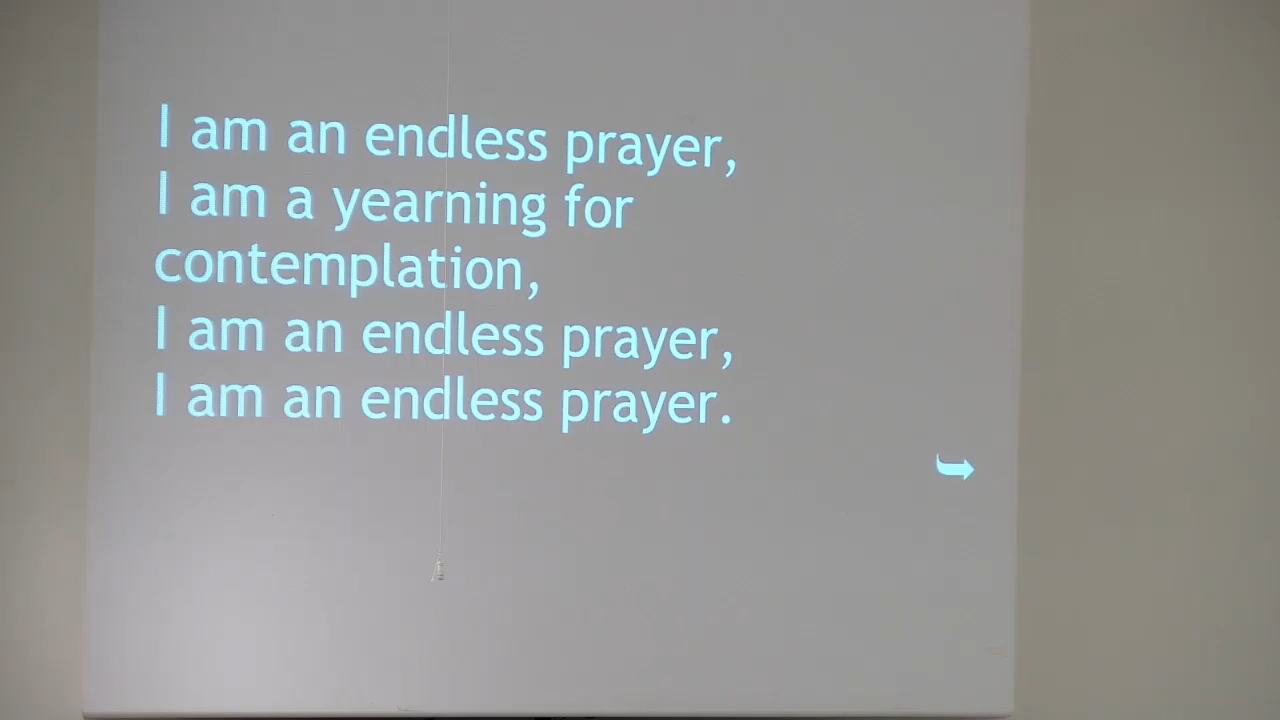 I am an endless prayer,
I am a yearning for
contemplation,
I am an endless prayer,
I am an endless prayer.